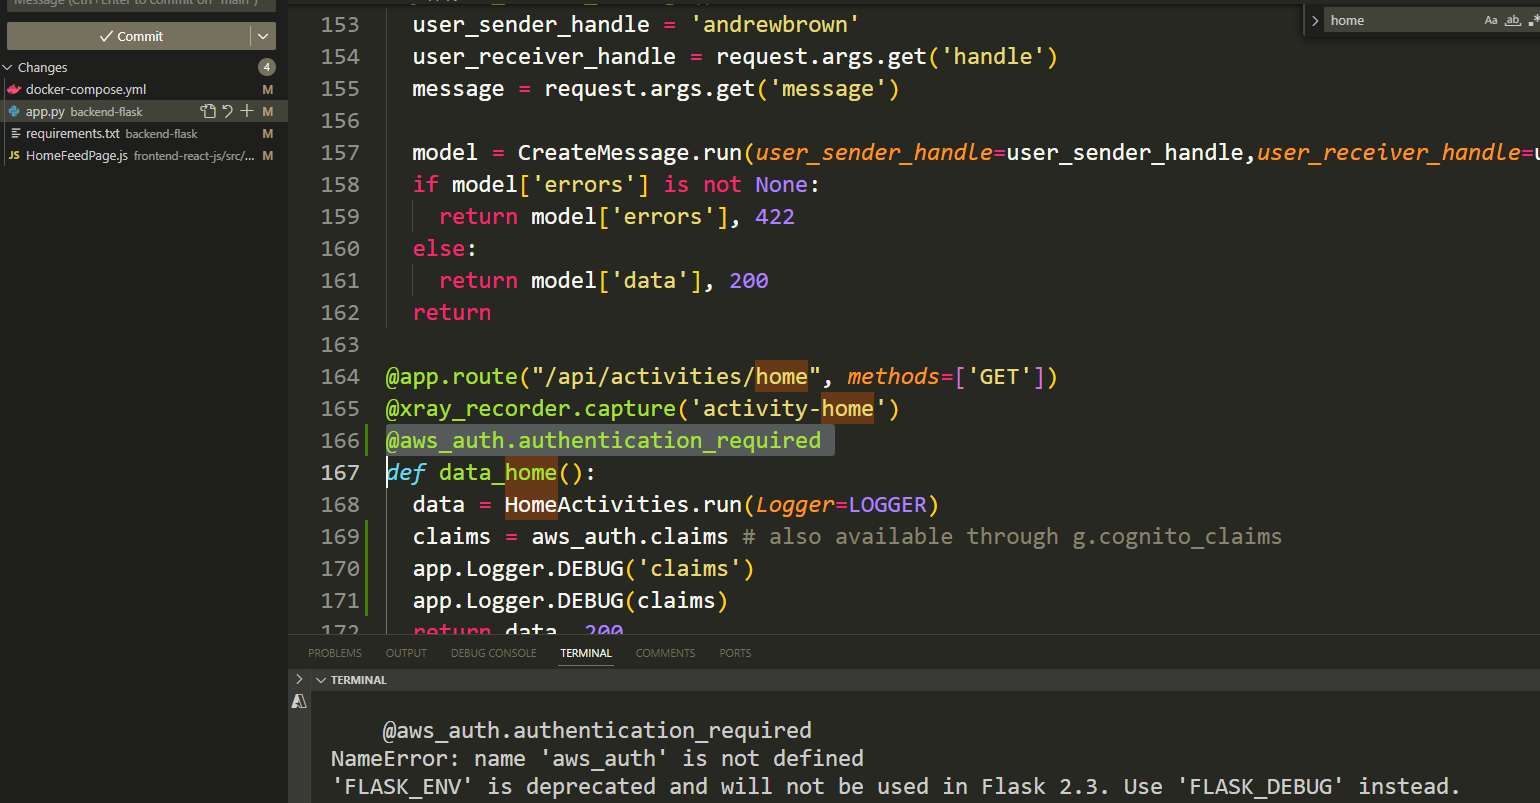 Message (Ctrl+Enter to commit on "main")
Commit
Changes
4
docker-compose.yml M
app.py backend-flask M
requirements.txt backend-flask M
JS HomeFeedPage.js frontend-react-js/src/... M
home Aa ab
153 user_sender_handle = 'andrewbrown'
154 user_receiver_handle = request.args.get('handle')
155 message = request.args.get('message')
156
157 model = CreateMessage.run(user_sender_handle=user_sender_handle,user_receiver_handle=
158 if model['errors'] is not None:
159 return model['errors'], 422
160 else:
161 return model['data'], 200
162 return
163
164 @app.route("/api/activities/home", methods=['GET'])
165 @xray_recorder.capture('activity-home')
166 @aws_auth.authentication_required
167 def data_home():
168 data = HomeActivities.run(Logger=LOGGER)
169 claims = aws_auth.claims # also available through g.cognito_claims
170 app.Logger.DEBUG('claims')
171 app.Logger.DEBUG(claims)
172 return data, 200
PROBLEMS OUTPUT DEBUG CONSOLE TERMINAL COMMENTS PORTS
TERMINAL
@aws_auth.authentication_required
NameError: name 'aws_auth' is not defined
'FLASK_ENV' is deprecated and will not be used in Flask 2.3. Use 'FLASK_DEBUG' instead.